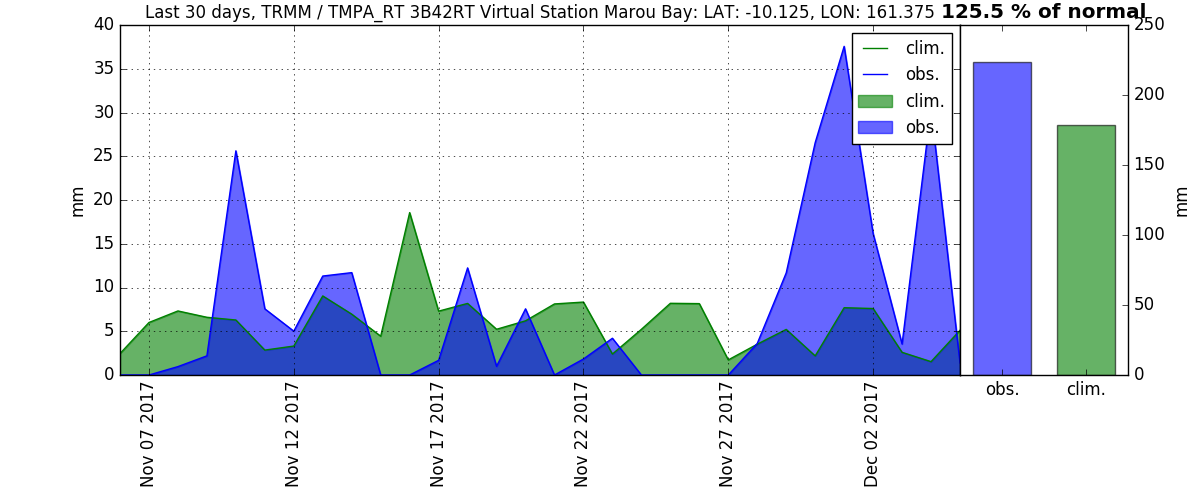 Last 30 days, TRMM / TMPA_RT 3B42RT Virtual Station Marou Bay: LAT: -10.125, LON: 161.375 125.5 % of normal
40
35
30
25
20
15
10
5
0
mm
clim.
obs.
clim.
obs.
250
200
150
100
50
0
mm
obs.
clim.
Nov 07 2017
Nov 12 2017
Nov 17 2017
Nov 22 2017
Nov 27 2017
Dec 02 2017